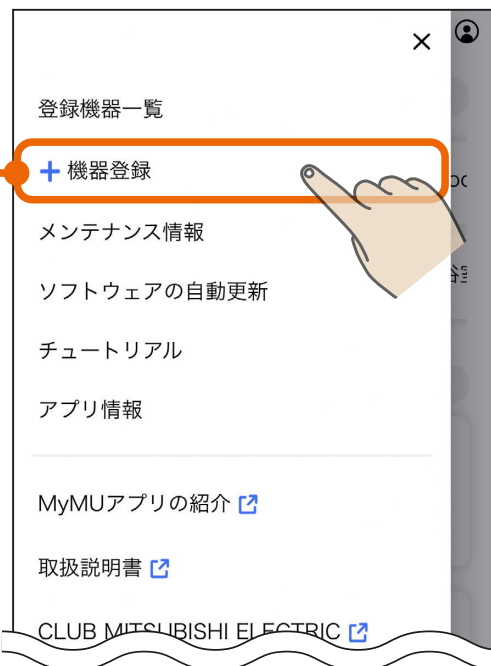 登録機器一覧
機器登録
メンテナンス情報
ソフトウェアの自動更新
チュートリアル
アプリ情報
MyMUアプリの紹介
取扱説明書
CLUB MITSUBISHI ELECTRIC